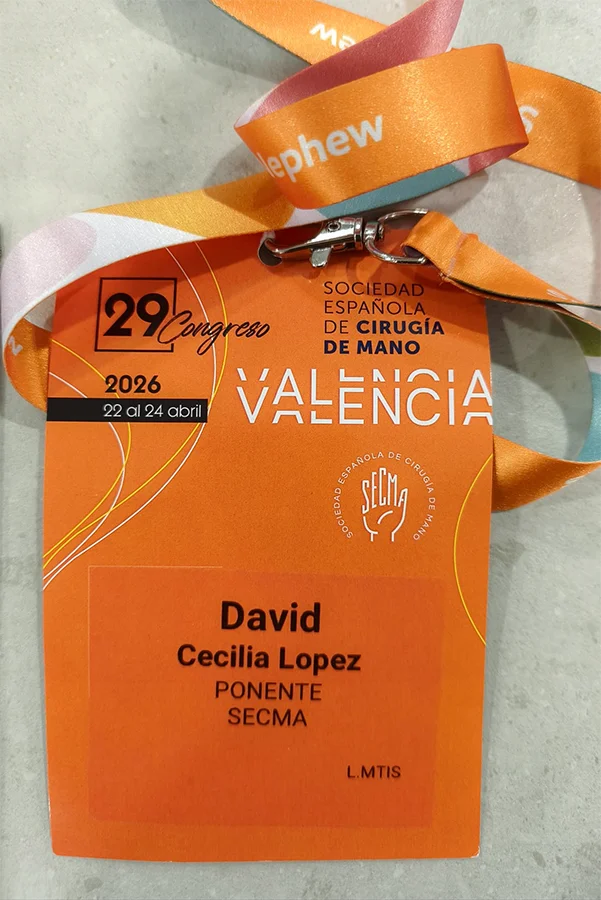 ephew
29 Congreso
2026
22 al 24 abril
SOCIEDAD
ESPAÑOLA
DE CIRUGÍA
DE MANO
VALENCIA
VALENCIA
SOCIEDAD ESPAÑOLA DE CIRUGÍA DE MANO
SECMA
David
Cecilia Lopez
PONENTE
SECMA
L.MTIS